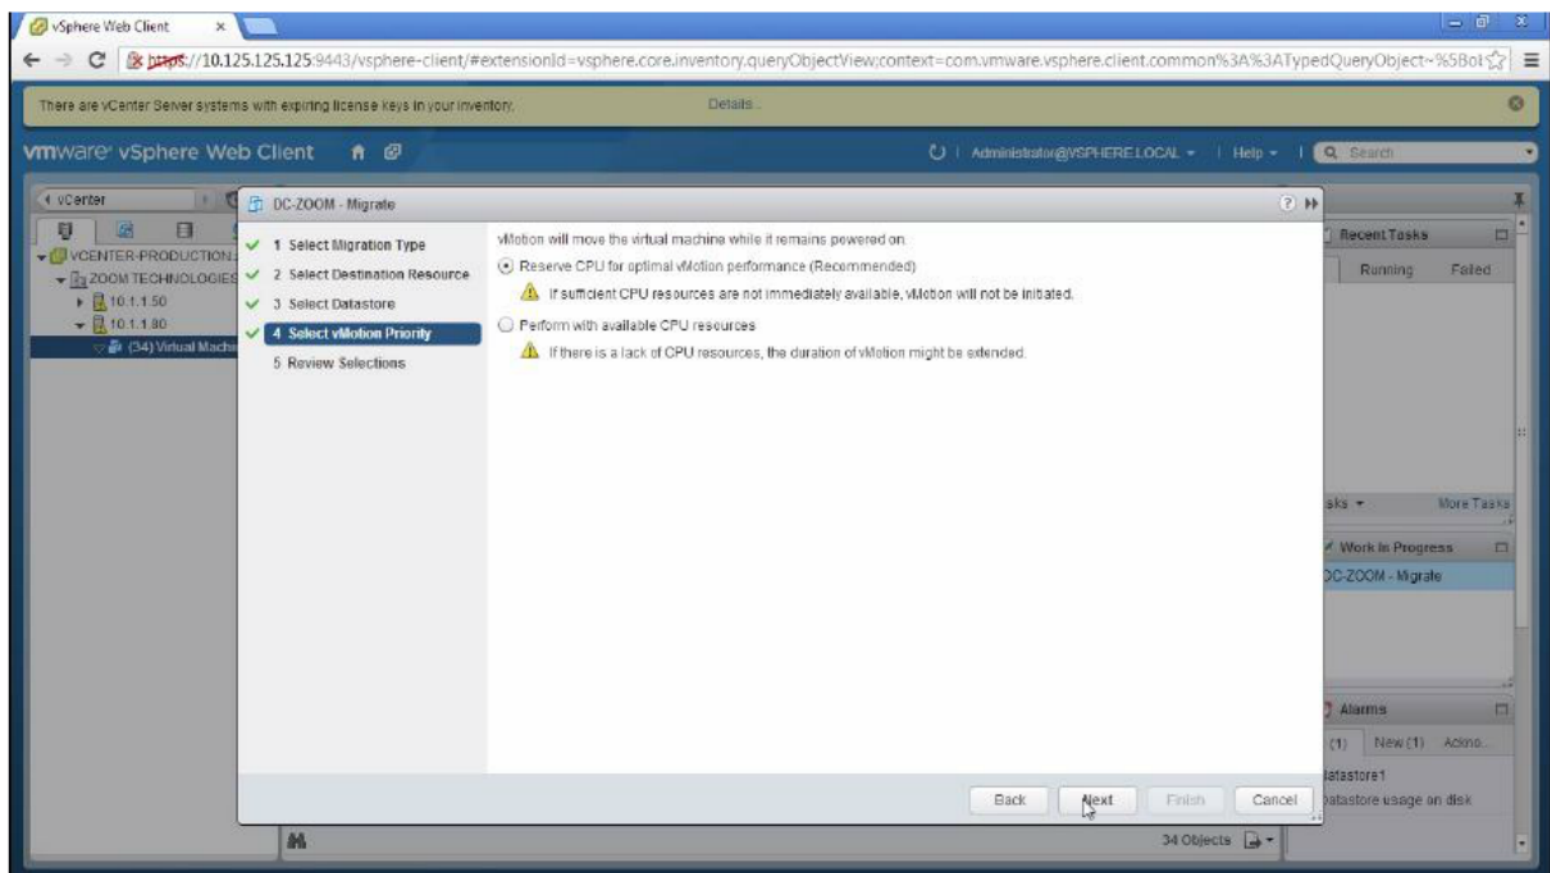 vSphere Web Client
https://10.125.125.125:9443/vsphere-client/#extensionId=vsphere.core.inventory.queryObjectView;context=com.vmware.vsphere.client.common%3A%3ATypedQueryObject~%5Bo
There are vCenter Server systems with expiring license keys in your inventory. Details...
vmware vSphere Web Client Administrator@VSPHERE.LOCAL Help Search
vCenter
VCENTER-PRODUCTION
ZOOM TECHNOLOGIES
10.1.1.50
10.1.1.80
(34) Virtual Machi
DC-ZOOM - Migrate
1 Select Migration Type
2 Select Destination Resource
3 Select Datastore
4 Select vMotion Priority
5 Review Selections
vMotion will move the virtual machine while it remains powered on.
Reserve CPU for optimal vMotion performance (Recommended)
If sufficient CPU resources are not immediately available, vMotion will not be initiated.
Perform with available CPU resources
If there is a lack of CPU resources, the duration of vMotion might be extended.
Back Next Finish Cancel
34 Objects
Recent Tasks
Running Failed
sks More Tasks
Work In Progress
DC-ZOOM - Migrate
Alarms
(1) New (1) Ackno...
datastore1
Datastore usage on disk